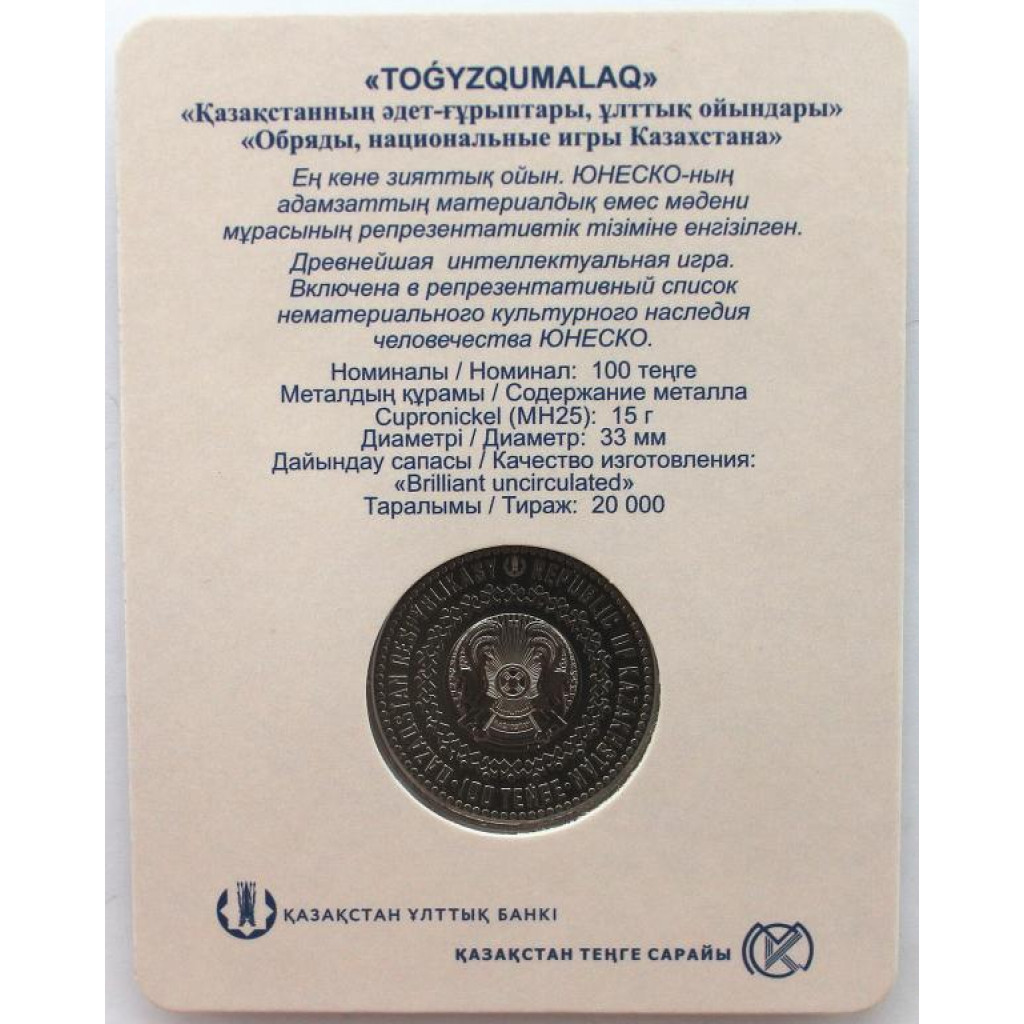 «TOǴYZQUMALAQ»
«Қазақстанның әдет-ғұрыптары, ұлттық ойындары»
«Обряды, национальные игры Казахстана»
Ең көне зияттық ойын. ЮНЕСКО-ның
адамзаттың материалдық емес мәдени
мұрасының репрезентативтік тізіміне енгізілген.
Древнейшая интеллектуальная игра.
Включена в репрезентативный список
нематериального культурного наследия
человечества ЮНЕСКО.
Номиналы / Номинал: 100 теңге
Металдың құрамы / Содержание металла
Cupronickel (МН25): 15 г
Диаметрі / Диаметр: 33 мм
Дайындау сапасы / Качество изготовления:
«Brilliant uncirculated»
Таралымы / Тираж: 20 000
QAZAQSTAN RESPÝBLIKASY
REPUBLIC OF KAZAKHSTAN
100 TEŃGE
ҚАЗАҚСТАН ҰЛТТЫҚ БАНКІ
ҚАЗАҚСТАН ТЕҢГЕ САРАЙЫ